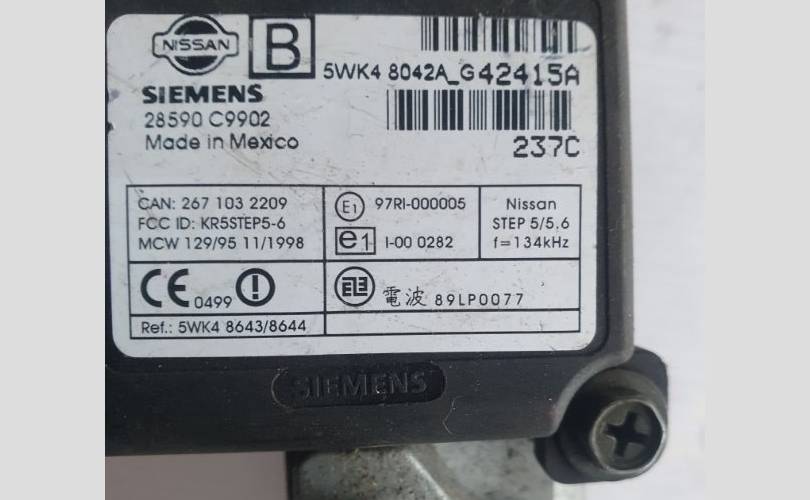 NISSAN
B
5WK4 8042A_G42415A
SIEMENS
28590 C9902
Made in Mexico
237C
CAN: 267 103 2209
FCC ID: KR5STEP5-6
MCW 129/95 11/1998
E1 97RI-000005
e1 I-00 0282
Nissan
STEP 5/5.6
f=134kHz
CE 0499
電波 89LP0077
Ref.: 5WK4 8643/8644
SIEMENS